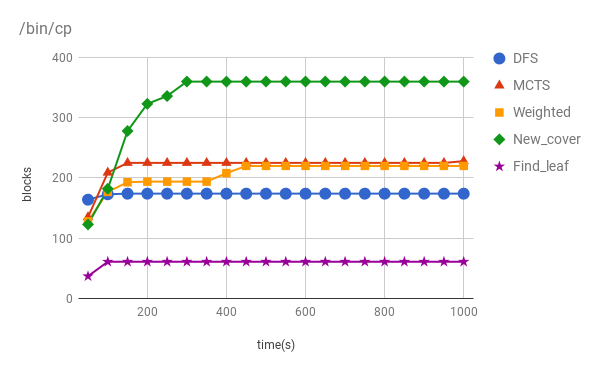 /bin/cp
400
300
200
100
0
blocks
200
400
600
800
1000
time(s)
DFS
MCTS
Weighted
New_cover
Find_leaf